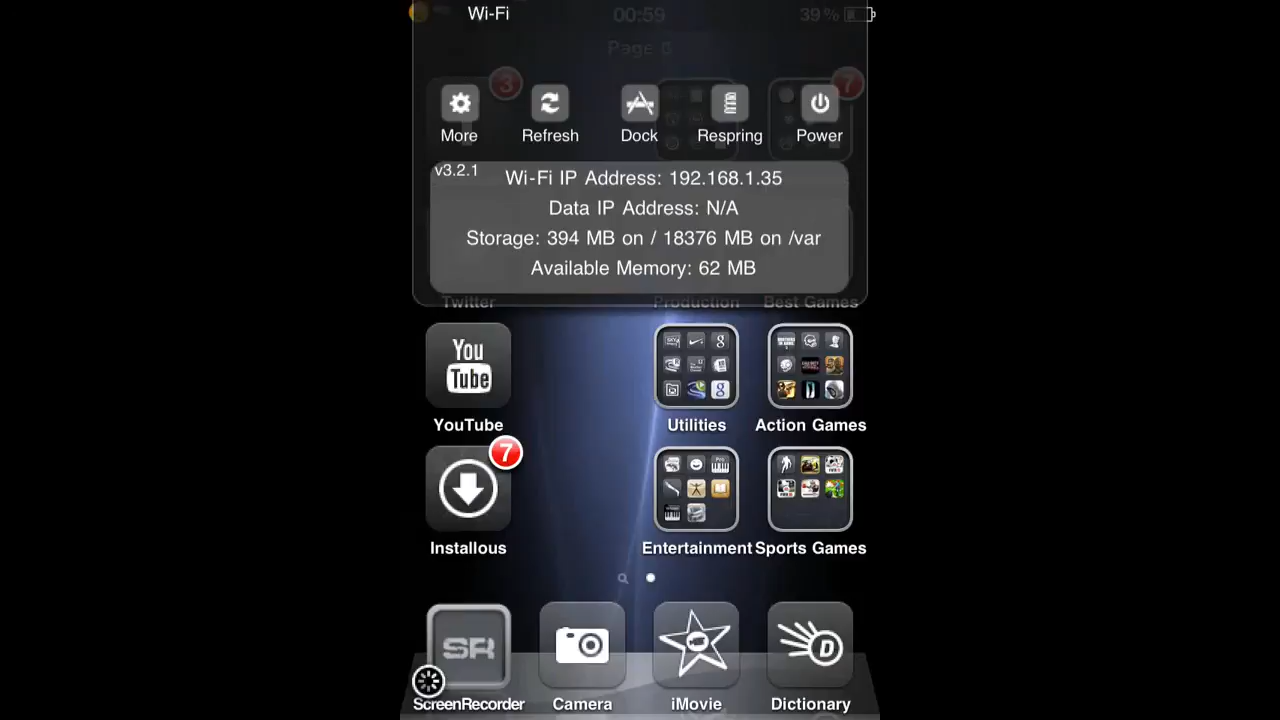 Wi-Fi 00:59 39%
Page 6
3 7
More Refresh Dock Respring Power
v3.2.1
Wi-Fi IP Address: 192.168.1.35
Data IP Address: N/A
Storage: 394 MB on / 18376 MB on /var
Available Memory: 62 MB
Twitter Production Best Games
You
Tube
YouTube Utilities Action Games
7
Installous Entertainment Sports Games
SR D
ScreenRecorder Camera iMovie Dictionary